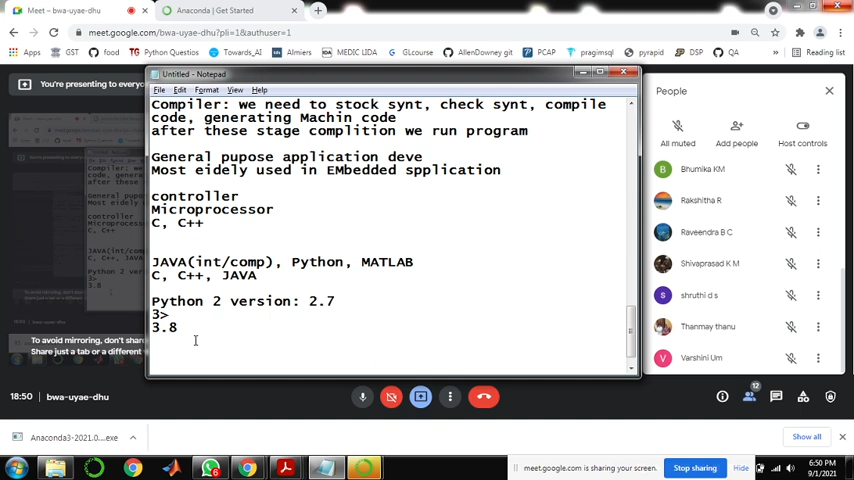 Meet – bwa-uyae-dhu
Anaconda | Get Started
meet.google.com/bwa-uyae-dhu?pli=1&authuser=1
Apps GCT food TG Python Questions Towards_AI Almiers MEDIC LIDA GLcourse AllenDowney git PCAP pragimsql pyrapid DSP QA Reading list
You're presenting to everyo
Untitled - Notepad
File Edit Format View Help
Compiler: we need to stock synt, check synt, compile
code, generating Machin code
after these stage complition we run program
General pupose application deve
Most eidely used in EMbedded spplication
controller
Microprocessor
C, C++
JAVA(int/comp), Python, MATLAB
C, C++, JAVA
Python 2 version: 2.7
3>
3.8
To avoid mirroring, don't share
Share just a tab or a different
People
All muted
Add people
Host controls
B Bhumika KM
Rakshitha R
Raveendra B C
Shivaprasad K M
s shruthi d s
Thanmay thanu
V Varshini Um
18:50 bwa-uyae-dhu
12
Anaconda3-2021.0....exe
Show all
6
meet.google.com is sharing your screen.
Stop sharing
Hide
6:50 PM
9/1/2021